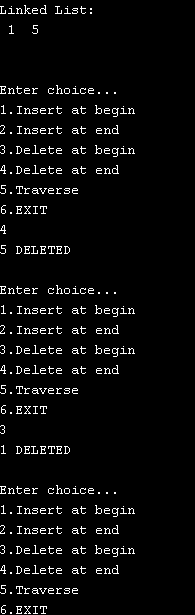 Linked List:
1 5
Enter choice...
1.Insert at begin
2.Insert at end
3.Delete at begin
4.Delete at end
5.Traverse
6.EXIT
4
5 DELETED
Enter choice...
1.Insert at begin
2.Insert at end
3.Delete at begin
4.Delete at end
5.Traverse
6.EXIT
3
1 DELETED
Enter choice...
1.Insert at begin
2.Insert at end
3.Delete at begin
4.Delete at end
5.Traverse
6.EXIT